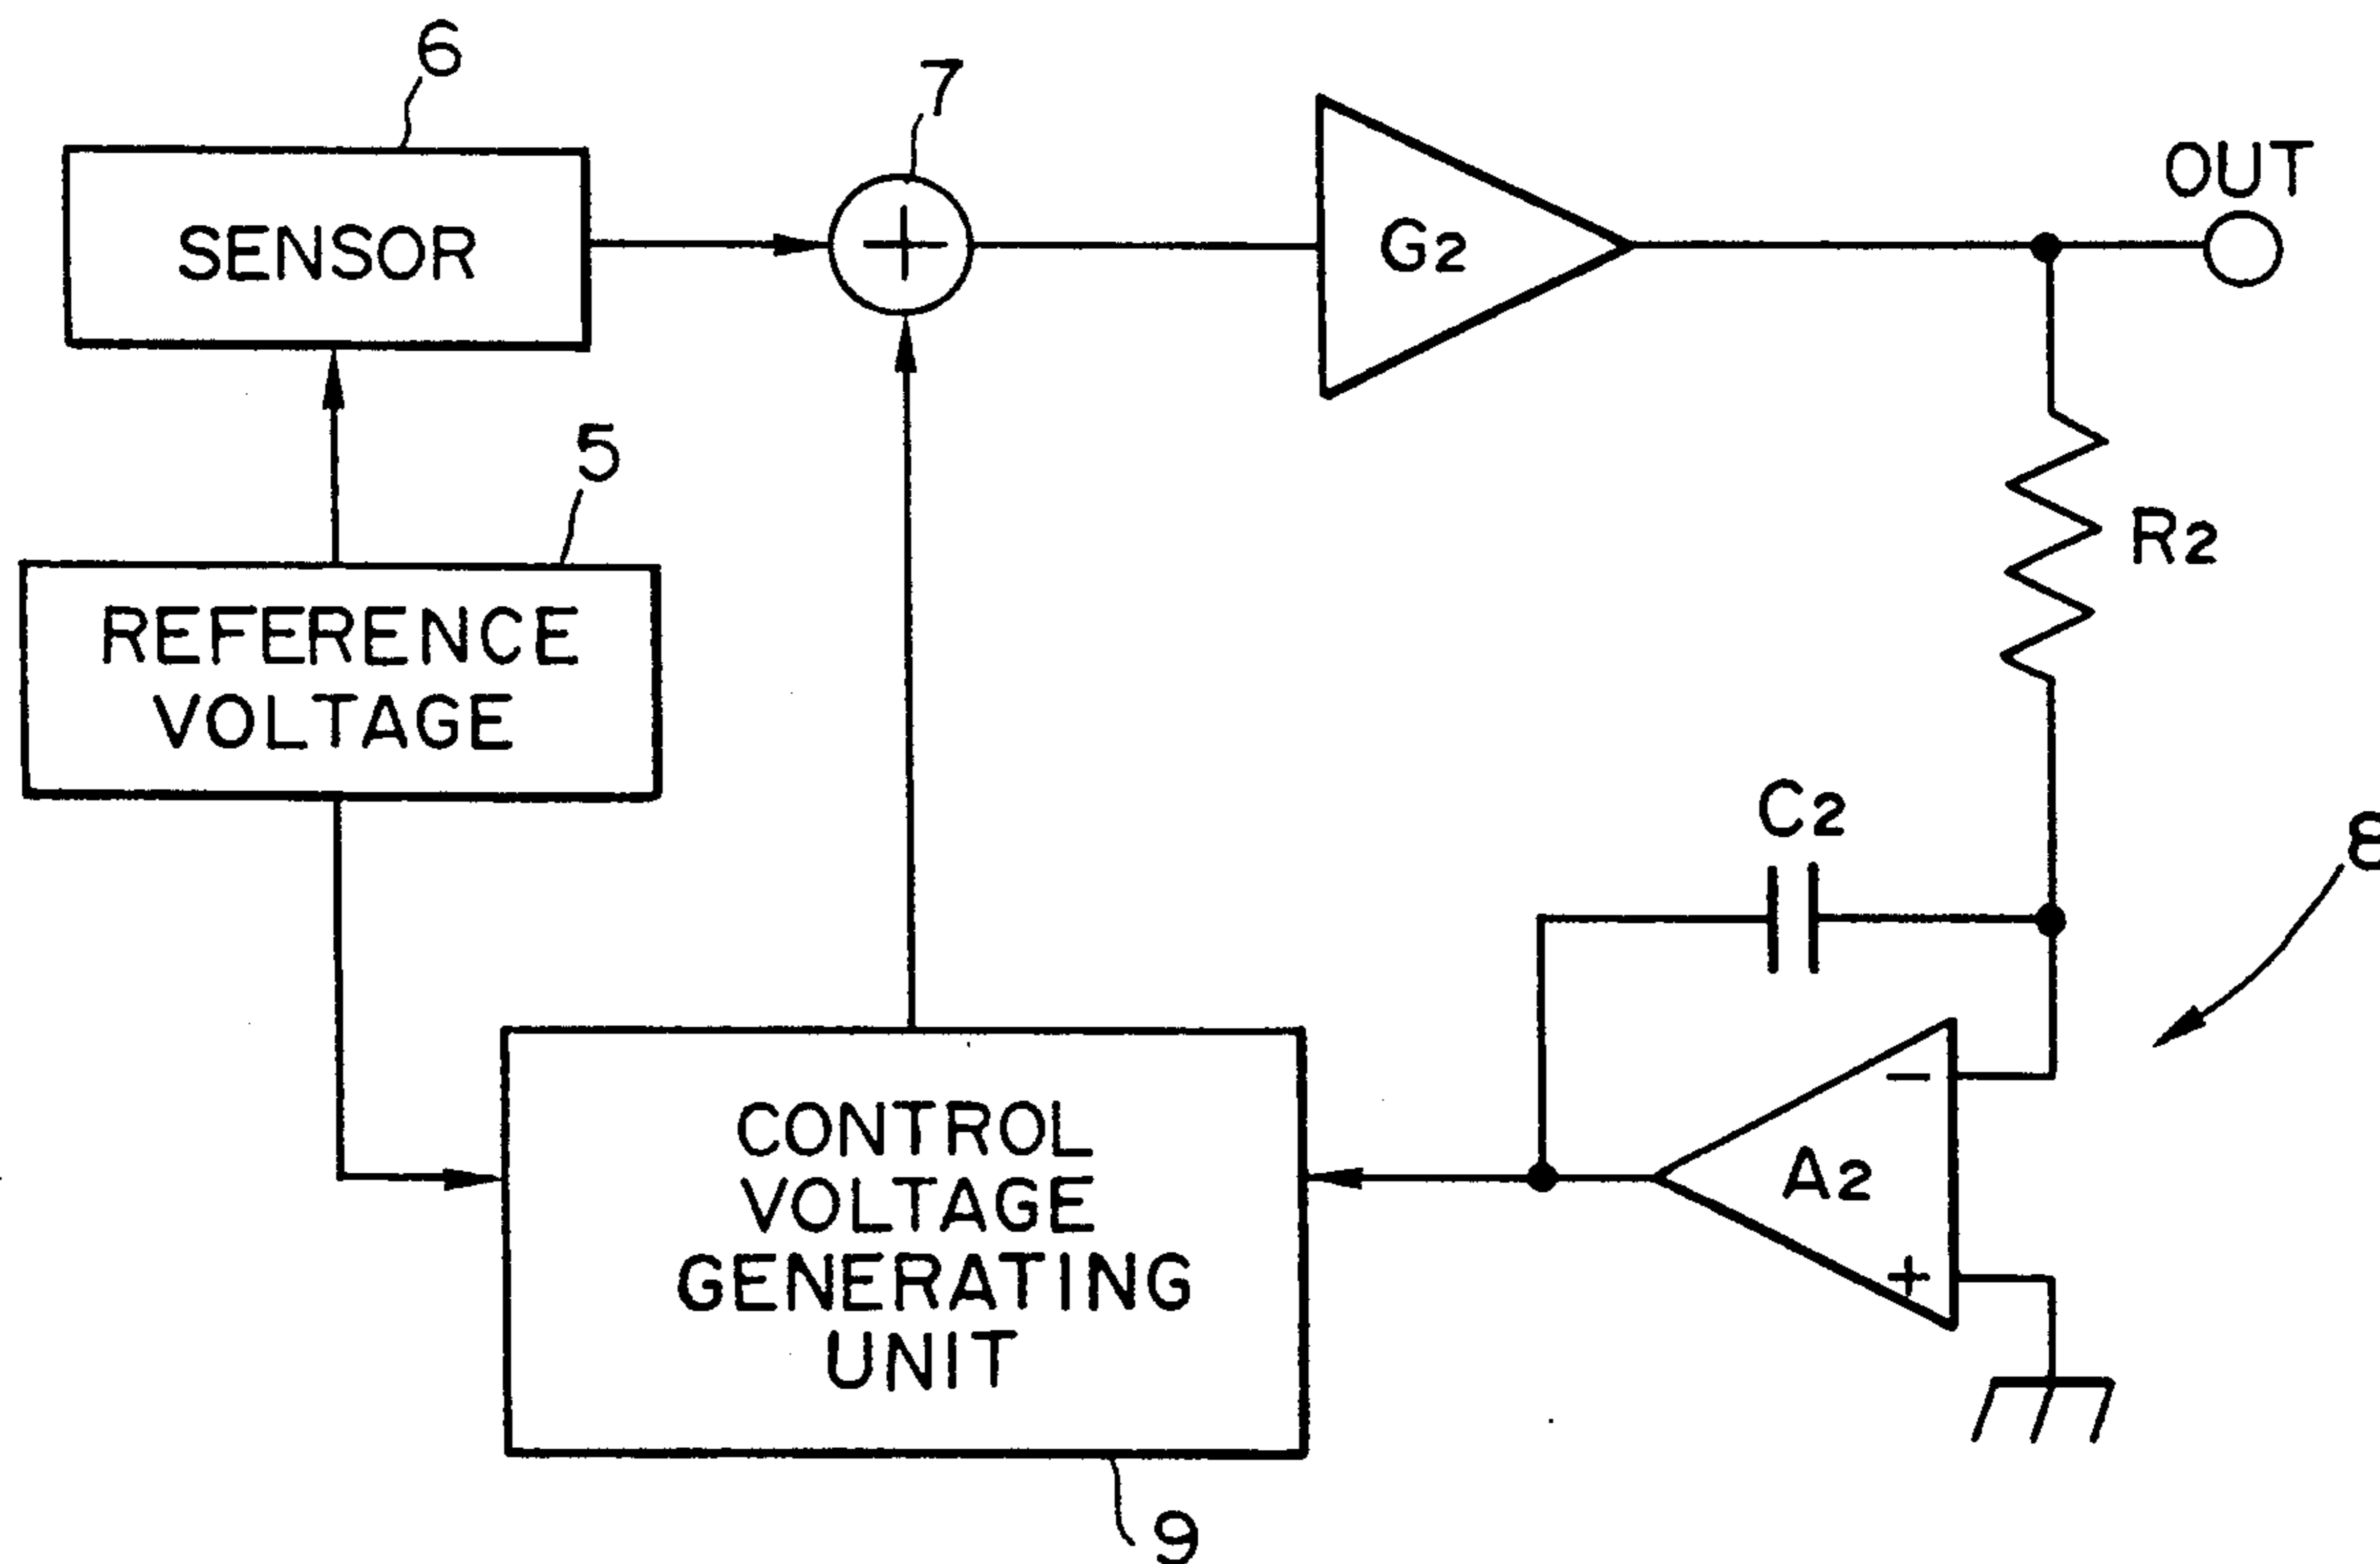 6
7
OUT
SENSOR
+
G2
5
R2
REFERENCE
VOLTAGE
C2
8
CONTROL
VOLTAGE
GENERATING
UNIT
−
A2
+
9